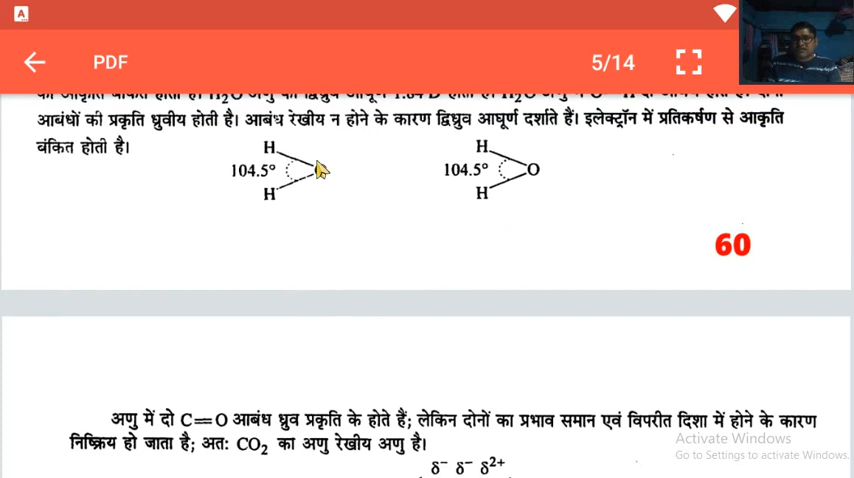 A
PDF 5/14
H₂O
आबंधों की प्रकृति ध्रुवीय होती है। आबंध रेखीय न होने के कारण द्विध्रुव आघूर्ण दर्शाते हैं। इलेक्ट्रॉन में प्रतिकर्षण से आकृति
वंकित होती है।
H H
104.5° 104.5° O
H H
60
अणु में दो C=O आबंध ध्रुव प्रकृति के होते हैं; लेकिन दोनों का प्रभाव समान एवं विपरीत दिशा में होने के कारण
निष्क्रिय हो जाता है; अतः CO₂ का अणु रेखीय अणु है।
Activate Windows
Go to Settings to activate Windows.
δ⁻ δ⁻ δ²⁺